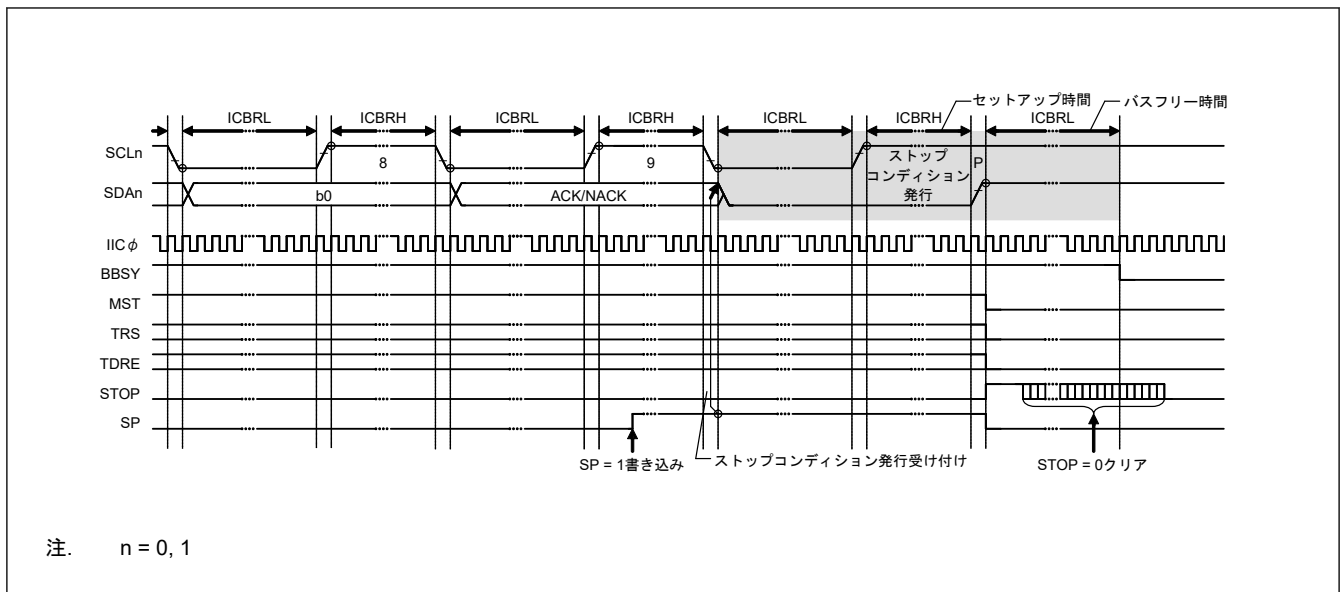 セットアップ時間 バスフリー時間
ICBRL ICBRH ICBRL ICBRH ICBRL ICBRH ICBRL
SCLn 8 9 ストップ P
コンディション
SDAn b0 ACK/NACK 発行
IICφ
BBSY
MST
TRS
TDRE
STOP
SP
SP = 1書き込み ストップコンディション発行受け付け STOP = 0クリア
注. n = 0, 1